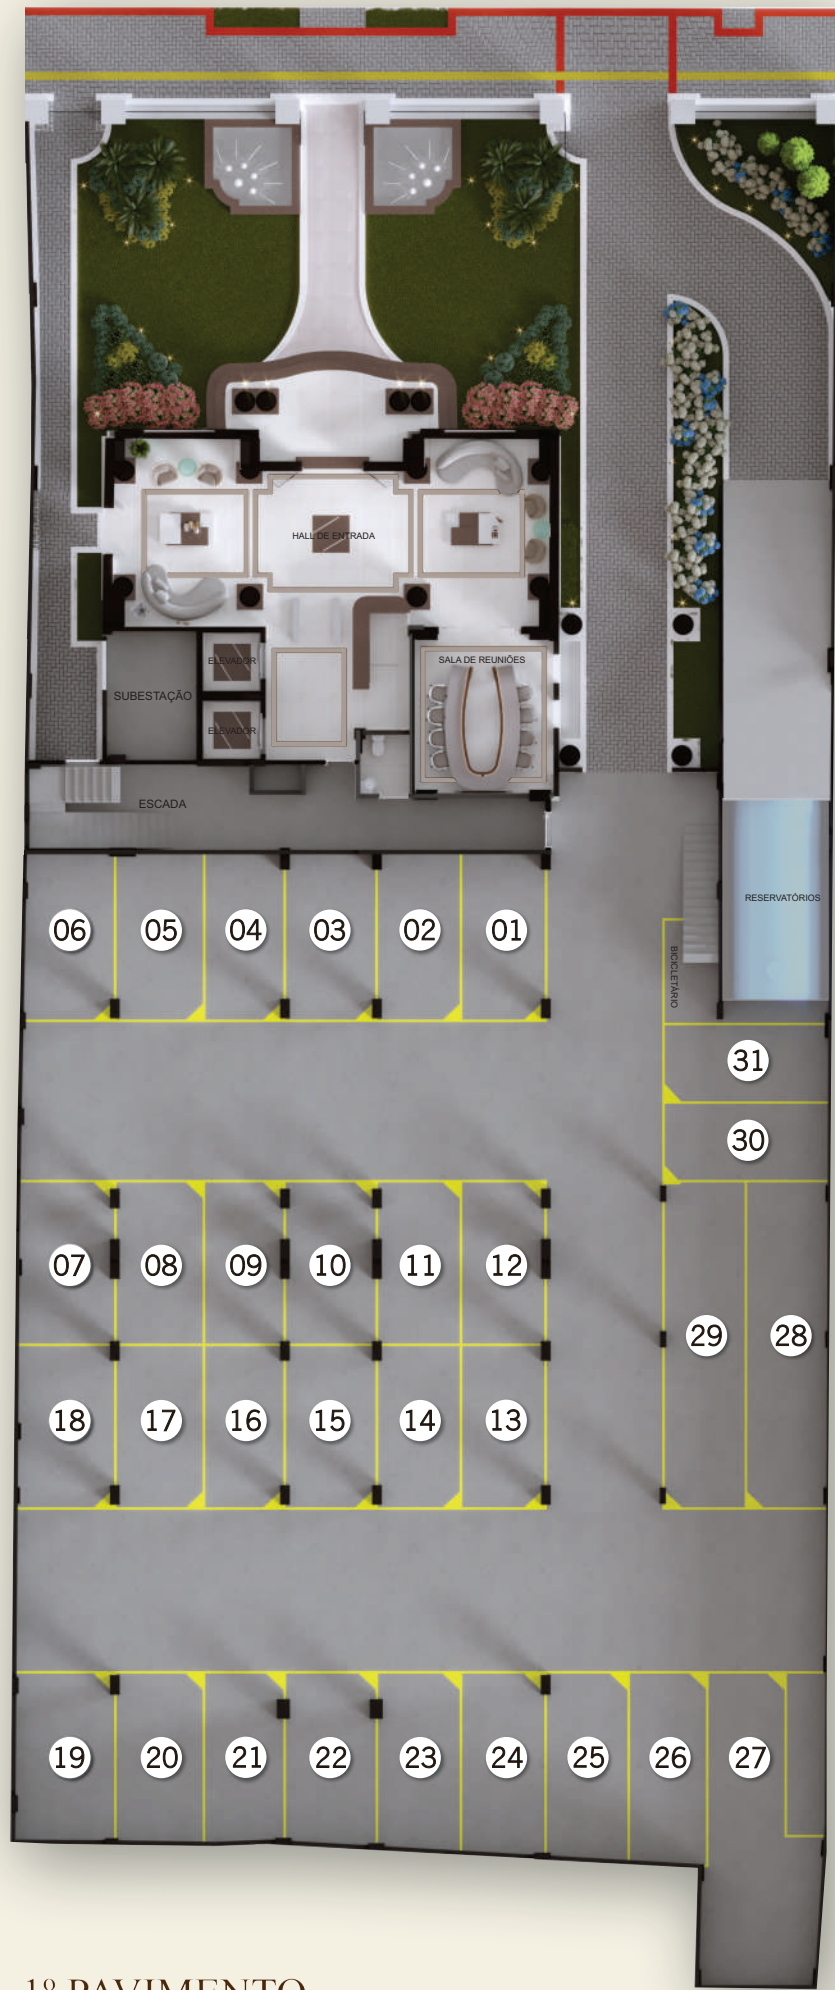 HALL DE ENTRADA
ELEVADOR
SALA DE REUNIÕES
SUBESTAÇÃO
ELEVADOR
ESCADA
RESERVATÓRIOS
06 05 04 03 02 01
BICICLETÁRIO
31
30
07 08 09 10 11 12
29 28
18 17 16 15 14 13
19 20 21 22 23 24 25 26 27
1º PAVIMENTO